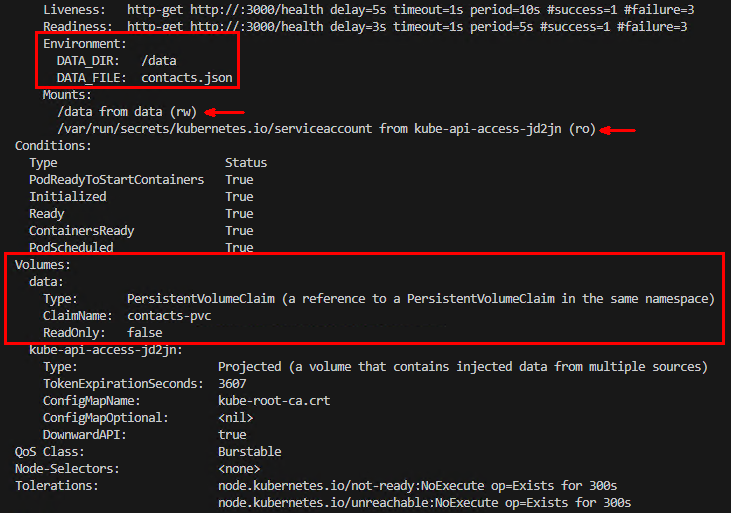 Liveness:   http-get http://:3000/health delay=5s timeout=1s period=10s #success=1 #failure=3
Readiness:  http-get http://:3000/health delay=3s timeout=1s period=5s #success=1 #failure=3
Environment:
DATA_DIR:   /data
DATA_FILE:  contacts.json
Mounts:
/data from data (rw)
/var/run/secrets/kubernetes.io/serviceaccount from kube-api-access-jd2jn (ro)
Conditions:
Type                        Status
PodReadyToStartContainers   True
Initialized                 True
Ready                       True
ContainersReady             True
PodScheduled                True
Volumes:
data:
Type:       PersistentVolumeClaim (a reference to a PersistentVolumeClaim in the same namespace)
ClaimName:  contacts-pvc
ReadOnly:   false
kube-api-access-jd2jn:
Type:                    Projected (a volume that contains injected data from multiple sources)
TokenExpirationSeconds:  3607
ConfigMapName:           kube-root-ca.crt
ConfigMapOptional:       <nil>
DownwardAPI:             true
QoS Class:                   Burstable
Node-Selectors:              <none>
Tolerations:                 node.kubernetes.io/not-ready:NoExecute op=Exists for 300s
node.kubernetes.io/unreachable:NoExecute op=Exists for 300s